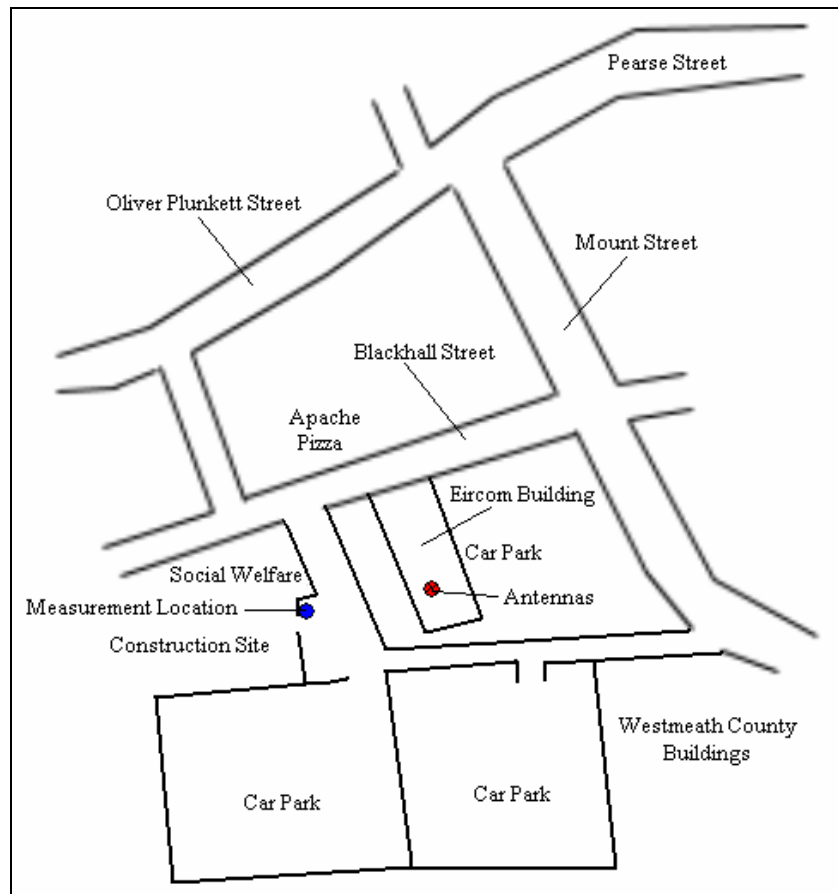 Pearse Street
Oliver Plunkett Street
Mount Street
Blackhall Street
Apache
Pizza
Eircom Building
Car Park
Social Welfare
Antennas
Measurement Location
Construction Site
Westmeath County
Buildings
Car Park
Car Park